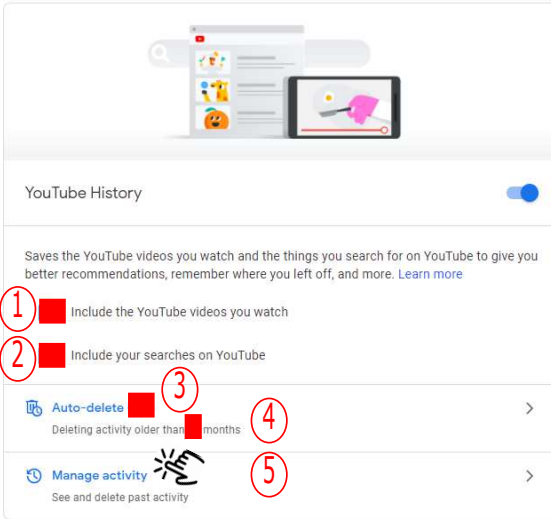 YouTube History
Saves the YouTube videos you watch and the things you search for on YouTube to give you
better recommendations, remember where you left off, and more. Learn more
1 Include the YouTube videos you watch
2 Include your searches on YouTube
3
Auto-delete
4
Deleting activity older than months
Manage activity
5
See and delete past activity